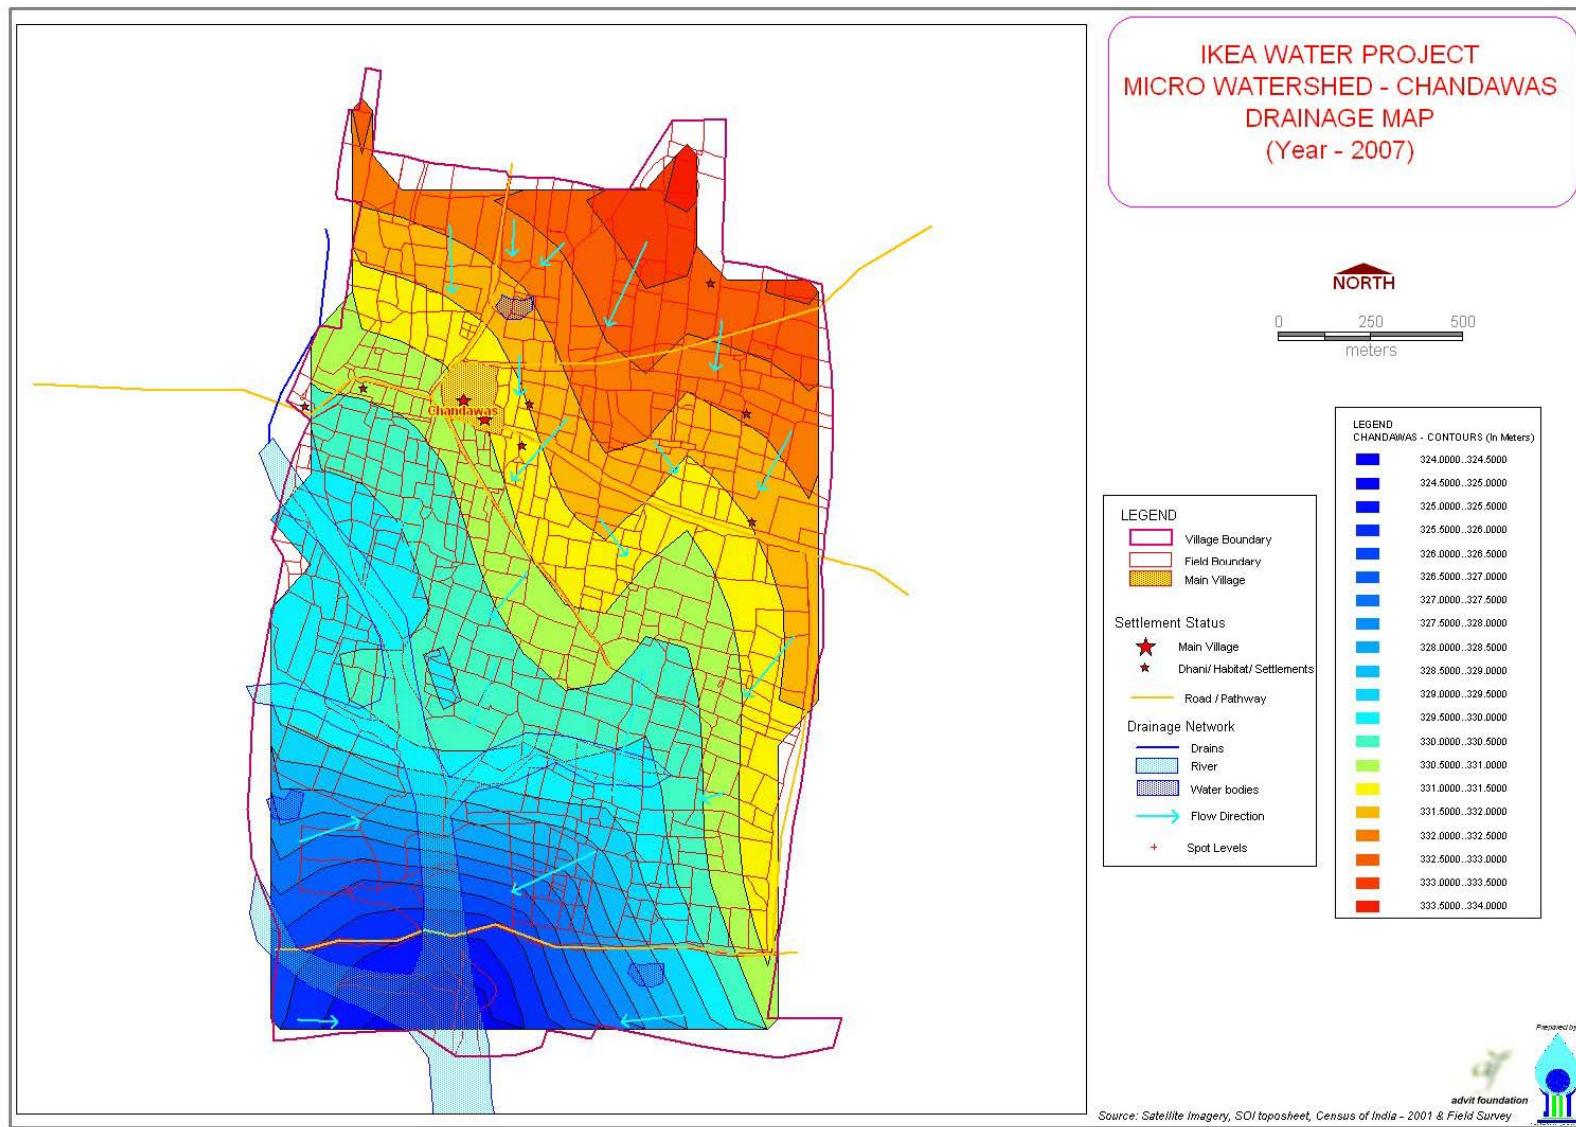 IKEA WATER PROJECT
MICRO WATERSHED - CHANDAWAS
DRAINAGE MAP
(Year - 2007)
NORTH
0 250 500
meters
Chandawas
LEGEND
CHANDAWAS - CONTOURS (In Meters)
324.0000..324.5000
324.5000..325.0000
325.0000..325.5000
325.5000..326.0000
326.0000..326.5000
326.5000..327.0000
327.0000..327.5000
327.5000..328.0000
328.0000..328.5000
328.5000..329.0000
329.0000..329.5000
329.5000..330.0000
330.0000..330.5000
330.5000..331.0000
331.0000..331.5000
331.5000..332.0000
332.0000..332.5000
332.5000..333.0000
333.0000..333.5000
333.5000..334.0000
LEGEND
Village Boundary
Field Boundary
Main Village
Settlement Status
Main Village
Dhani/ Habitat/ Settlements
Road / Pathway
Drainage Network
Drains
River
Water bodies
Flow Direction
Spot Levels
Prepared by
advit foundation
Source: Satellite Imagery, SOI toposheet, Census of India - 2001 & Field Survey